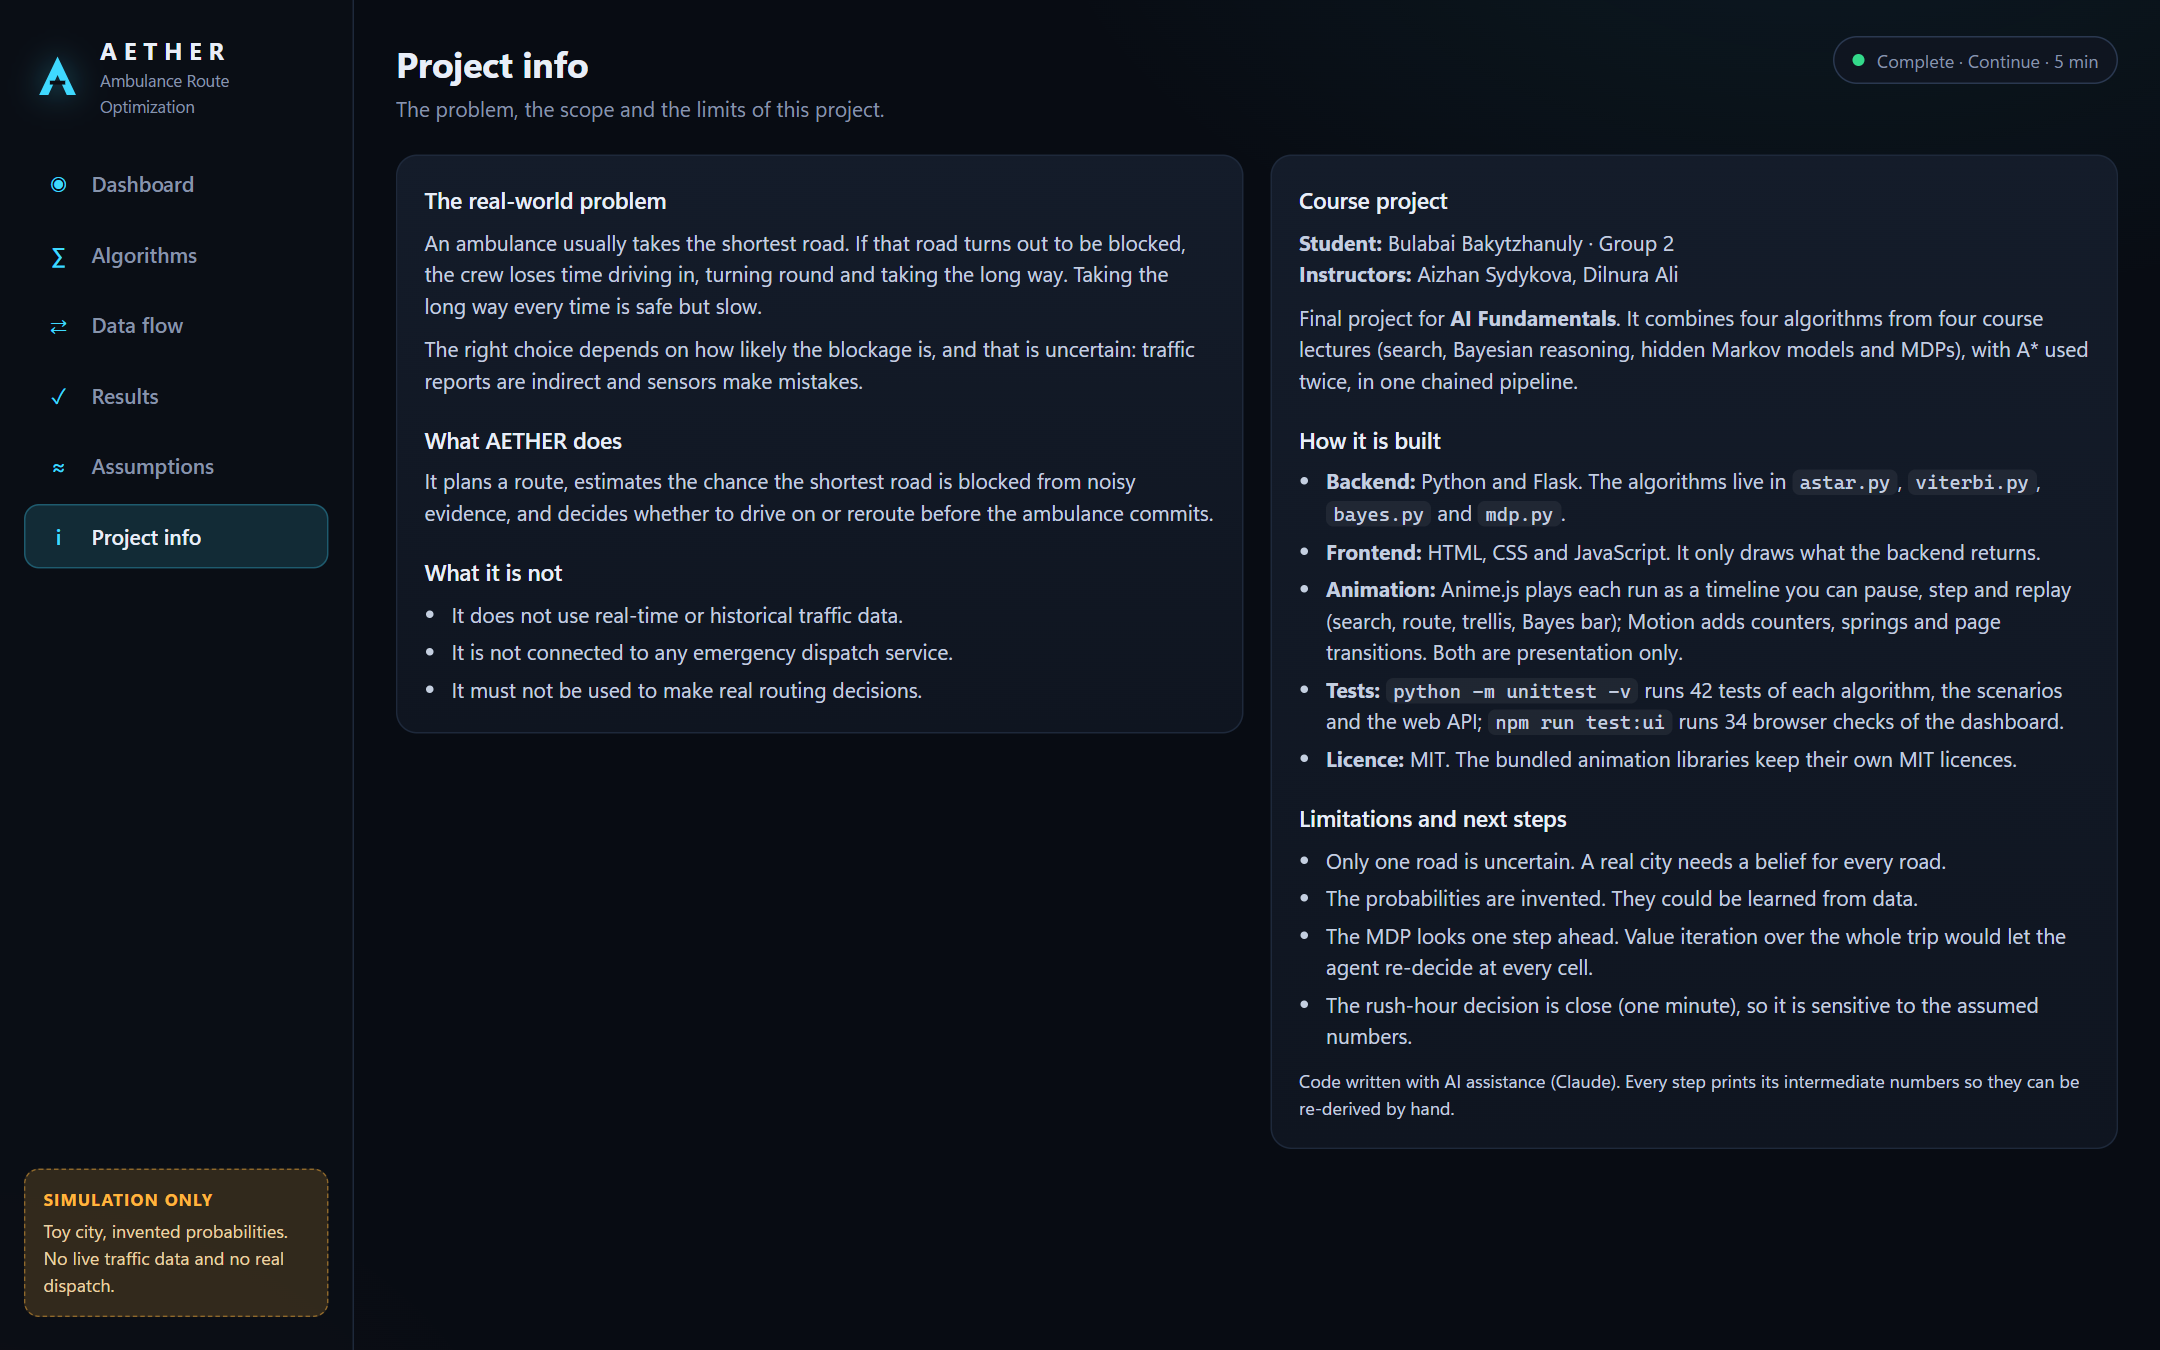 AETHER
Ambulance Route
Optimization
Dashboard
∑ Algorithms
⇄ Data flow
✓ Results
≈ Assumptions
i Project info
SIMULATION ONLY
Toy city, invented probabilities.
No live traffic data and no real
dispatch.
Project info
The problem, the scope and the limits of this project.
Complete · Continue · 5 min
The real-world problem
An ambulance usually takes the shortest road. If that road turns out to be blocked,
the crew loses time driving in, turning round and taking the long way. Taking the
long way every time is safe but slow.
The right choice depends on how likely the blockage is, and that is uncertain: traffic
reports are indirect and sensors make mistakes.
What AETHER does
It plans a route, estimates the chance the shortest road is blocked from noisy
evidence, and decides whether to drive on or reroute before the ambulance commits.
What it is not
• It does not use real-time or historical traffic data.
• It is not connected to any emergency dispatch service.
• It must not be used to make real routing decisions.
Course project
Student: Bulabai Bakytzhanuly · Group 2
Instructors: Aizhan Sydykova, Dilnura Ali
Final project for AI Fundamentals. It combines four algorithms from four course
lectures (search, Bayesian reasoning, hidden Markov models and MDPs), with A* used
twice, in one chained pipeline.
How it is built
• Backend: Python and Flask. The algorithms live in astar.py, viterbi.py,
bayes.py and mdp.py.
• Frontend: HTML, CSS and JavaScript. It only draws what the backend returns.
• Animation: Anime.js plays each run as a timeline you can pause, step and replay
(search, route, trellis, Bayes bar); Motion adds counters, springs and page
transitions. Both are presentation only.
• Tests: python -m unittest -v runs 42 tests of each algorithm, the scenarios
and the web API; npm run test:ui runs 34 browser checks of the dashboard.
• Licence: MIT. The bundled animation libraries keep their own MIT licences.
Limitations and next steps
• Only one road is uncertain. A real city needs a belief for every road.
• The probabilities are invented. They could be learned from data.
• The MDP looks one step ahead. Value iteration over the whole trip would let the
agent re-decide at every cell.
• The rush-hour decision is close (one minute), so it is sensitive to the assumed
numbers.
Code written with AI assistance (Claude). Every step prints its intermediate numbers so they can be
re-derived by hand.